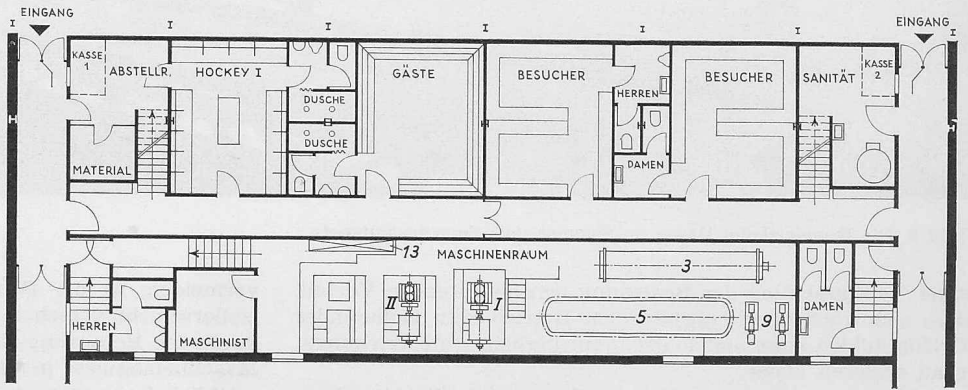 EINGANG
EINGANG
KASSE
1
ABSTELLR.
HOCKEY I
GÄSTE
BESUCHER
BESUCHER
SANITÄT
KASSE
2
DUSCHE
HERREN
DUSCHE
MATERIAL
DAMEN
13
MASCHINENRAUM
3
II
I
5
9
DAMEN
HERREN
MASCHINIST